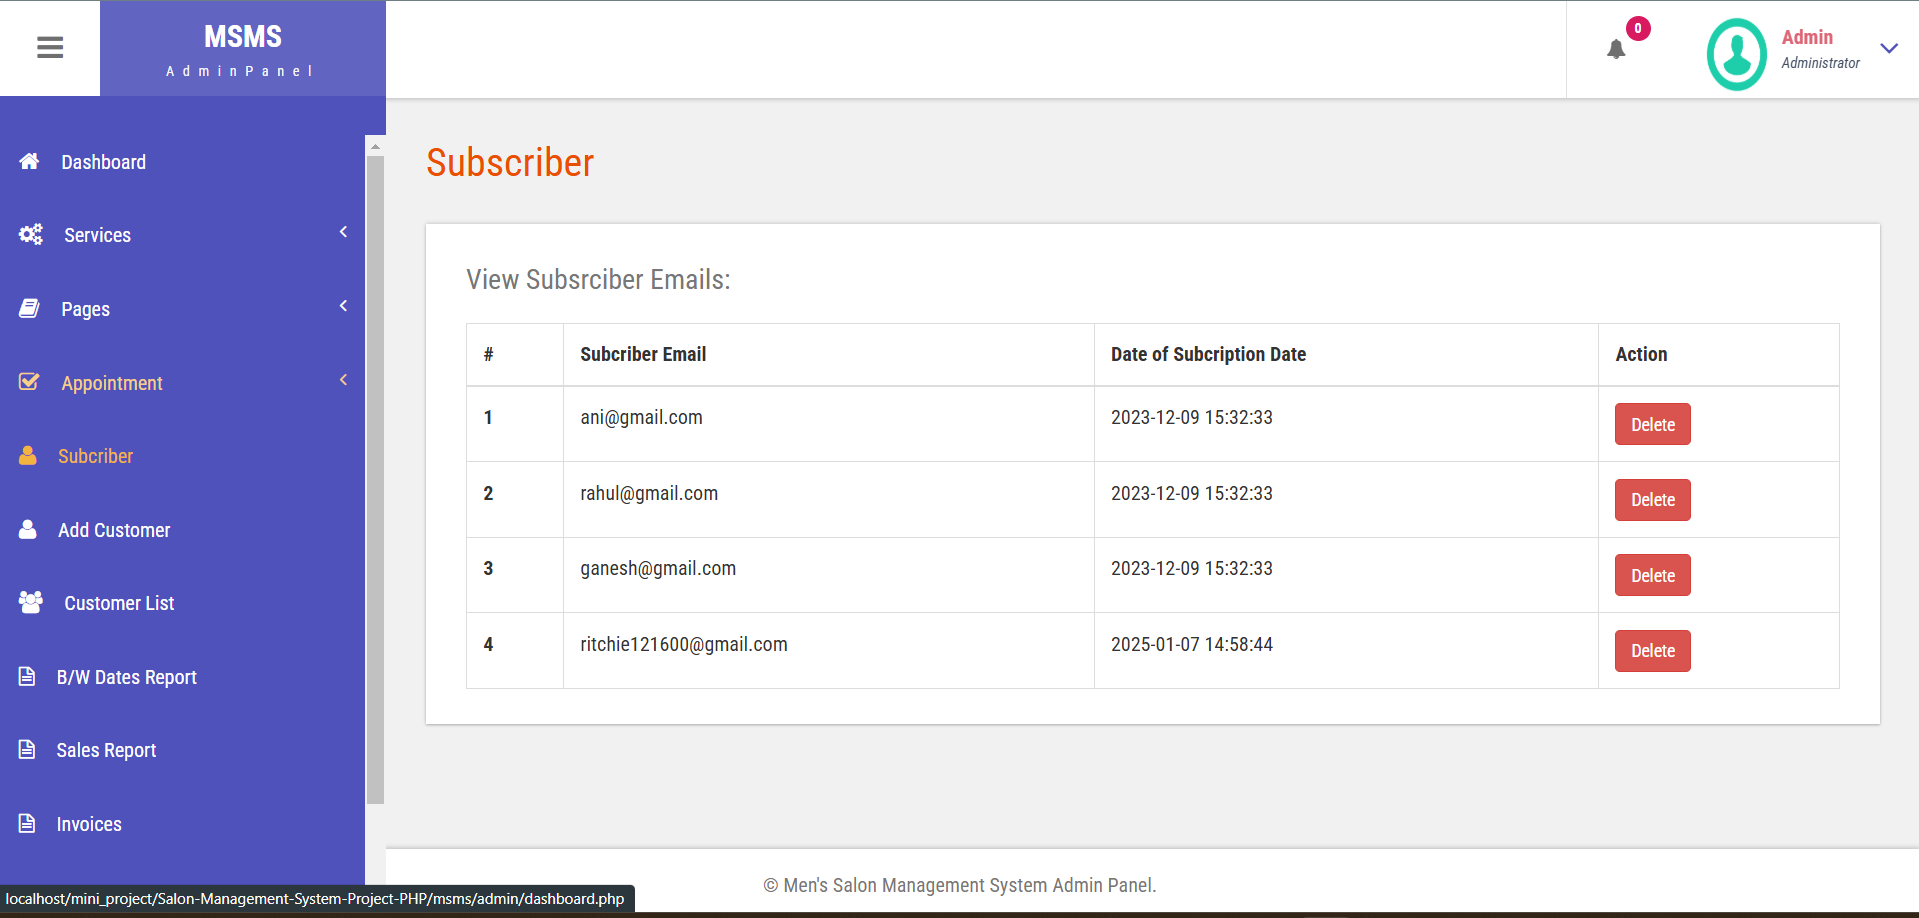 MSMS
AdminPanel
0
Admin
Administrator
Dashboard
Services
Pages
Appointment
Subcriber
Add Customer
Customer List
B/W Dates Report
Sales Report
Invoices
Subscriber
View Subsrciber Emails:
# Subcriber Email Date of Subcription Date Action
1 ani@gmail.com 2023-12-09 15:32:33 Delete
2 rahul@gmail.com 2023-12-09 15:32:33 Delete
3 ganesh@gmail.com 2023-12-09 15:32:33 Delete
4 ritchie121600@gmail.com 2025-01-07 14:58:44 Delete
© Men's Salon Management System Admin Panel.
localhost/mini_project/Salon-Management-System-Project-PHP/msms/admin/dashboard.php